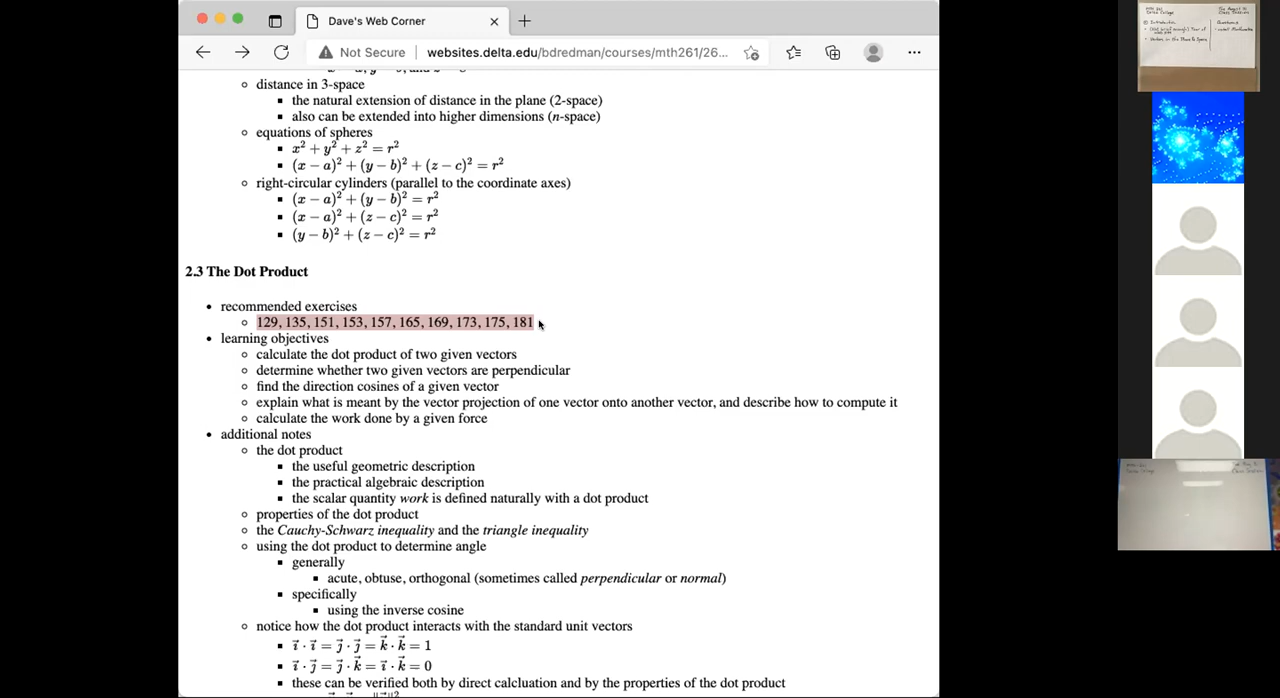 Dave's Web Corner
Not Secure
websites.delta.edu/bdredman/courses/mth261/26...
distance in 3-space
the natural extension of distance in the plane (2-space)
also can be extended into higher dimensions (n-space)
equations of spheres
x² + y² + z² = r²
(x − a)² + (y − b)² + (z − c)² = r²
right-circular cylinders (parallel to the coordinate axes)
(x − a)² + (y − b)² = r²
(x − a)² + (z − c)² = r²
(y − b)² + (z − c)² = r²
2.3 The Dot Product
recommended exercises
129, 135, 151, 153, 157, 165, 169, 173, 175, 181
learning objectives
calculate the dot product of two given vectors
determine whether two given vectors are perpendicular
find the direction cosines of a given vector
explain what is meant by the vector projection of one vector onto another vector, and describe how to compute it
calculate the work done by a given force
additional notes
the dot product
the useful geometric description
the practical algebraic description
the scalar quantity work is defined naturally with a dot product
properties of the dot product
the Cauchy-Schwarz inequality and the triangle inequality
using the dot product to determine angle
generally
acute, obtuse, orthogonal (sometimes called perpendicular or normal)
specifically
using the inverse cosine
notice how the dot product interacts with the standard unit vectors
i⃗ · i⃗ = j⃗ · j⃗ = k⃗ · k⃗ = 1
i⃗ · j⃗ = j⃗ · k⃗ = i⃗ · k⃗ = 0
these can be verified both by direct calcluation and by the properties of the dot product